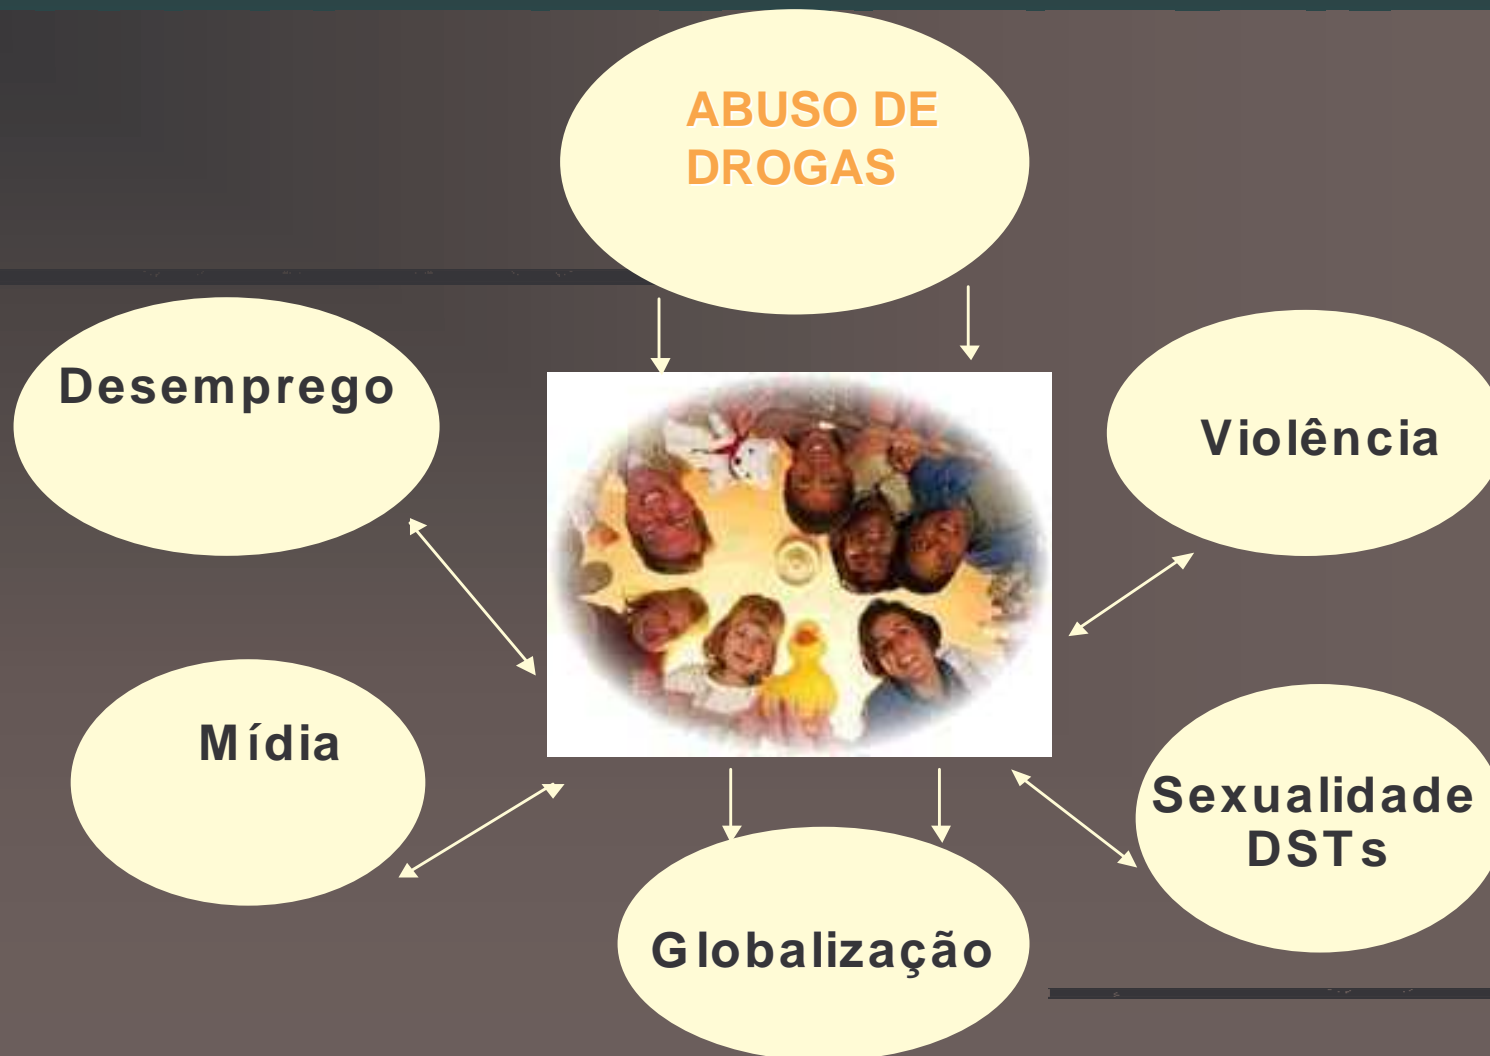 ABUSO DE
DROGAS
Desemprego
Violência
Mídia
Sexualidade
DSTs
Globalização